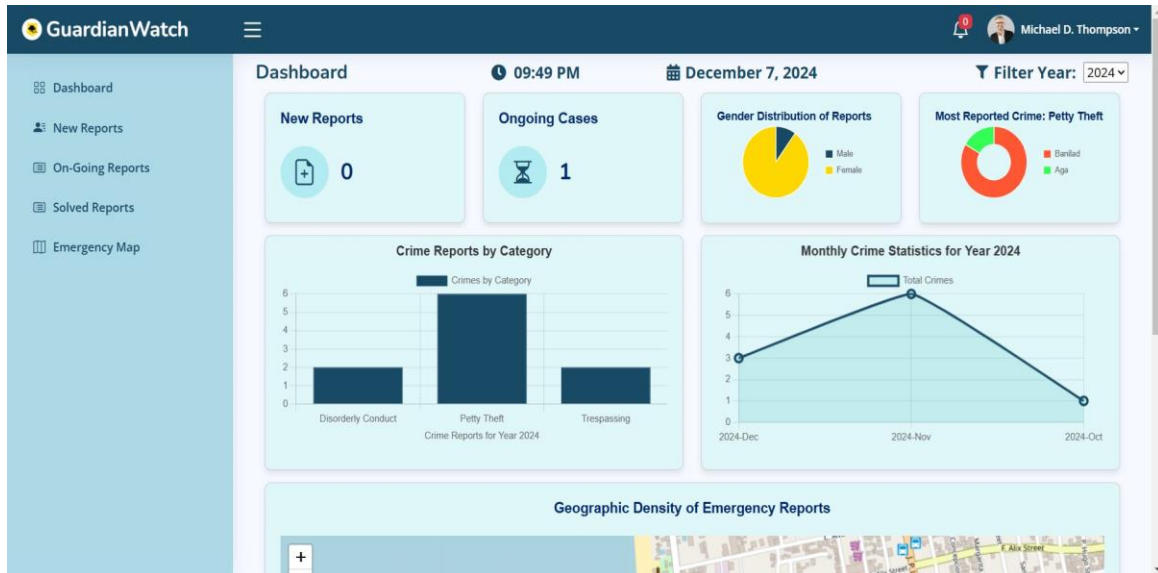 GuardianWatch
0
Michael D. Thompson
Dashboard
New Reports
On-Going Reports
Solved Reports
Emergency Map
Dashboard
09:49 PM
December 7, 2024
Filter Year: 2024
New Reports
0
Ongoing Cases
1
Gender Distribution of Reports
Male
Female
Most Reported Crime: Petty Theft
Banilad
Aga
Crime Reports by Category
Crimes by Category
6
5
4
3
2
1
0
Disorderly Conduct
Petty Theft
Trespassing
Crime Reports for Year 2024
Monthly Crime Statistics for Year 2024
Total Crimes
6
5
4
3
2
1
0
2024-Dec
2024-Nov
2024-Oct
Geographic Density of Emergency Reports
+
F. Alix Street